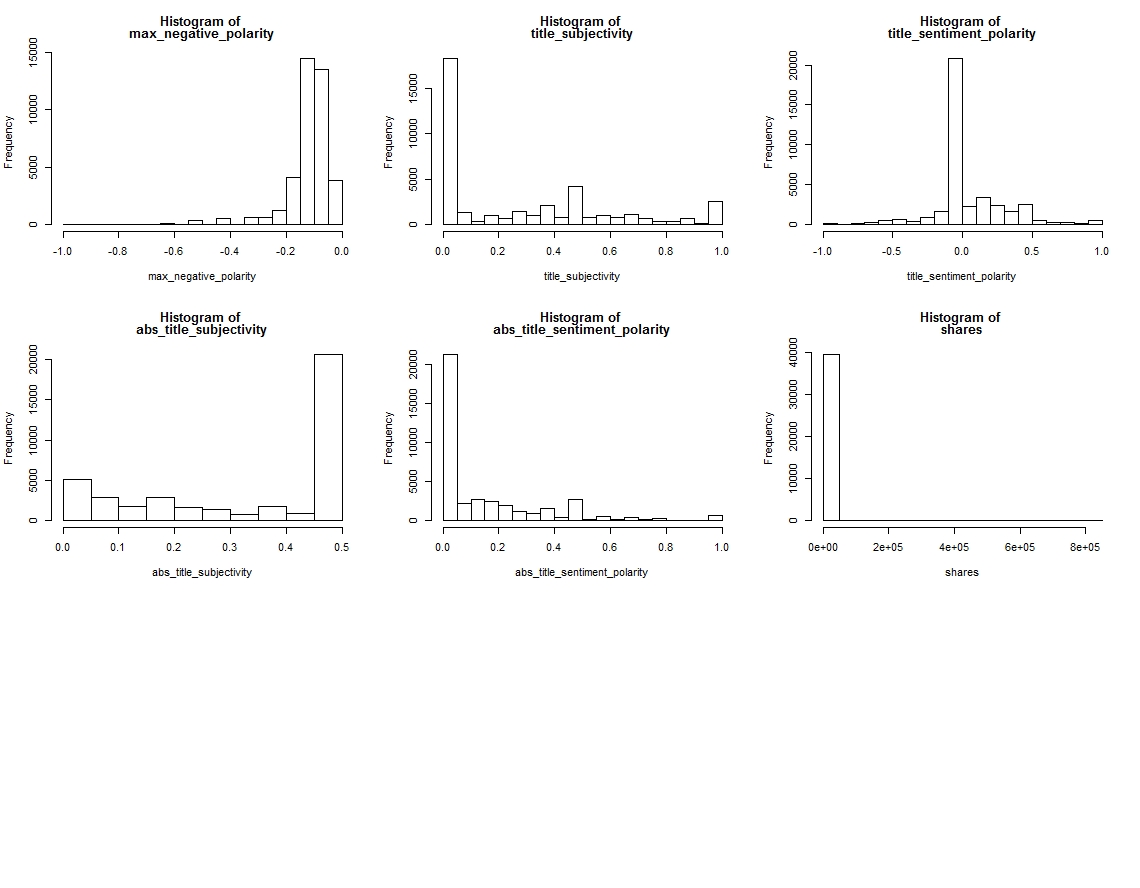 Histogram of
max_negative_polarity
Frequency
0
5000
10000
15000
-1.0 -0.8 -0.6 -0.4 -0.2 0.0
max_negative_polarity
Histogram of
title_subjectivity
Frequency
0
5000
10000
15000
0.0 0.2 0.4 0.6 0.8 1.0
title_subjectivity
Histogram of
title_sentiment_polarity
Frequency
0
5000
10000
15000
20000
-1.0 -0.5 0.0 0.5 1.0
title_sentiment_polarity
Histogram of
abs_title_subjectivity
Frequency
0
5000
10000
15000
20000
0.0 0.1 0.2 0.3 0.4 0.5
abs_title_subjectivity
Histogram of
abs_title_sentiment_polarity
Frequency
0
5000
10000
15000
20000
0.0 0.2 0.4 0.6 0.8 1.0
abs_title_sentiment_polarity
Histogram of
shares
Frequency
0
10000
20000
30000
40000
0e+00 2e+05 4e+05 6e+05 8e+05
shares